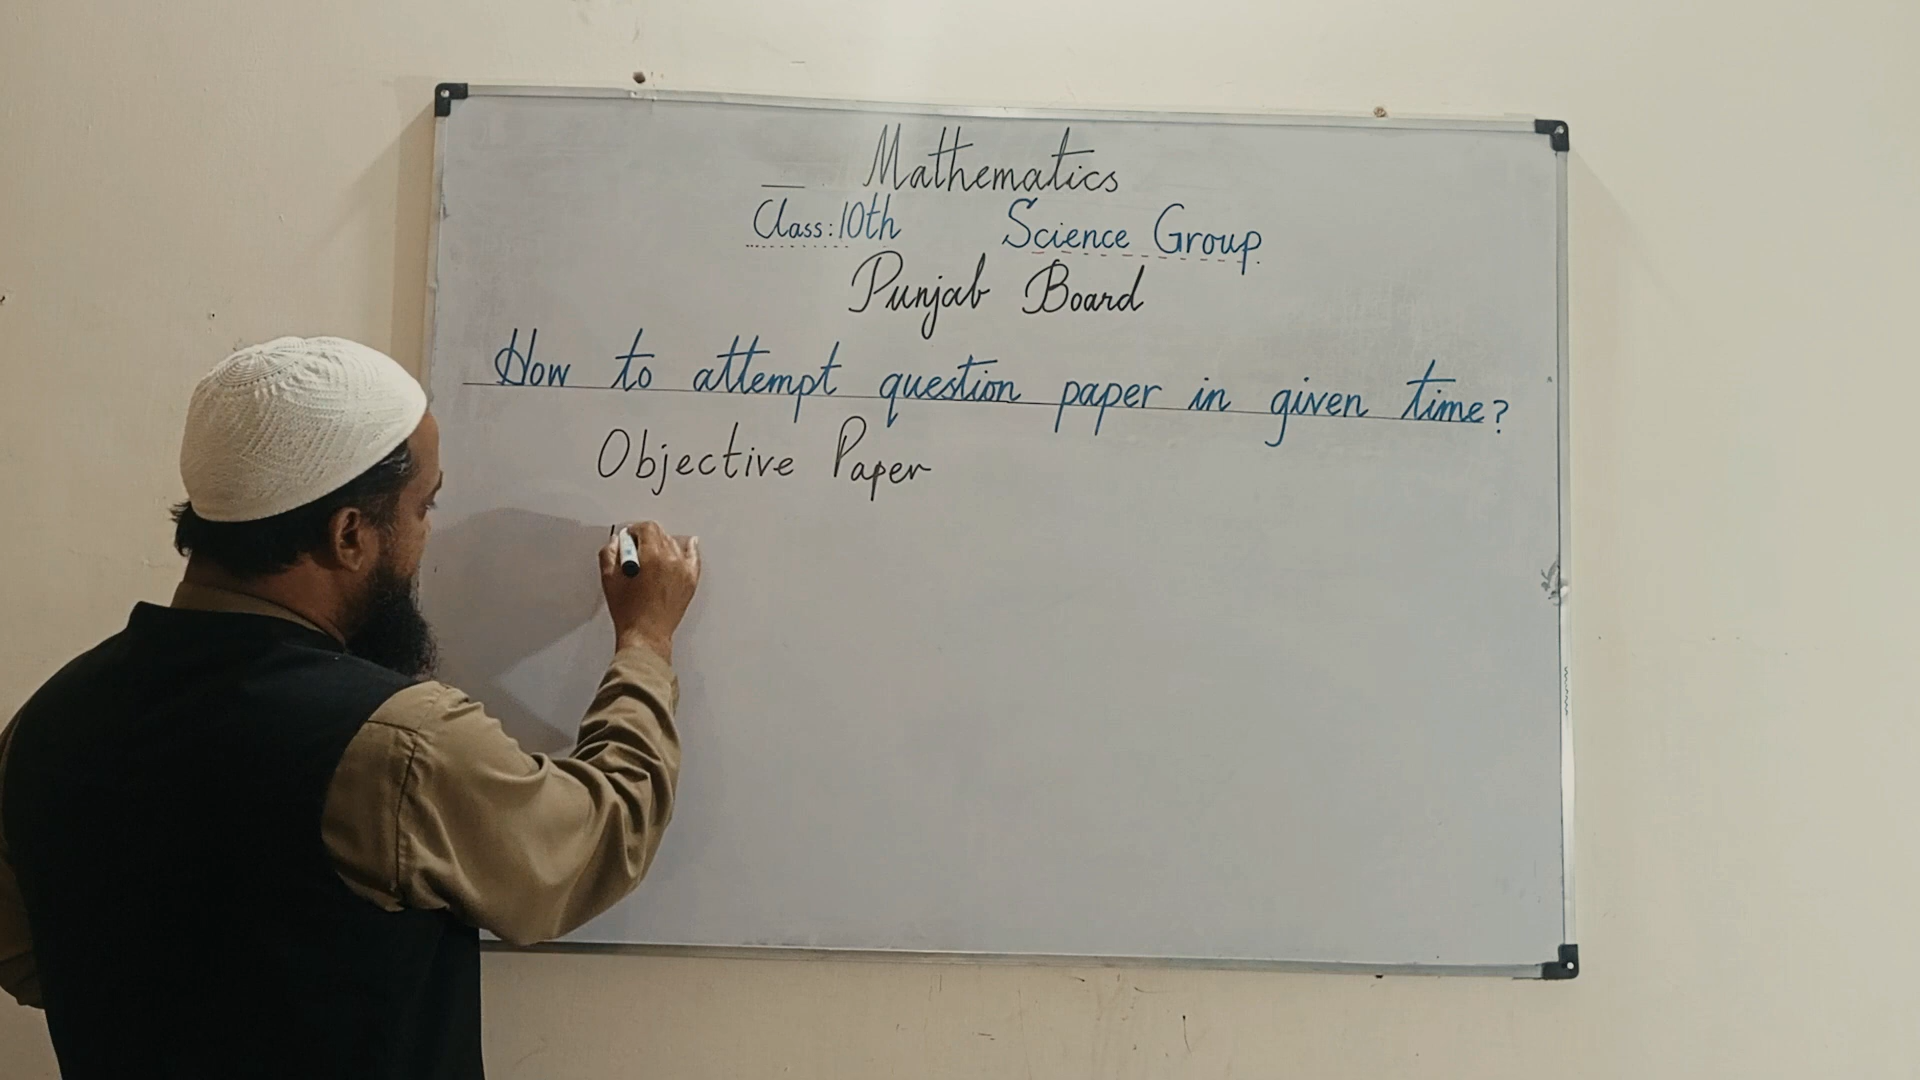 Mathematics
Class: 10th Science Group
Punjab Board
How to attempt question paper in given time?
Objective Paper